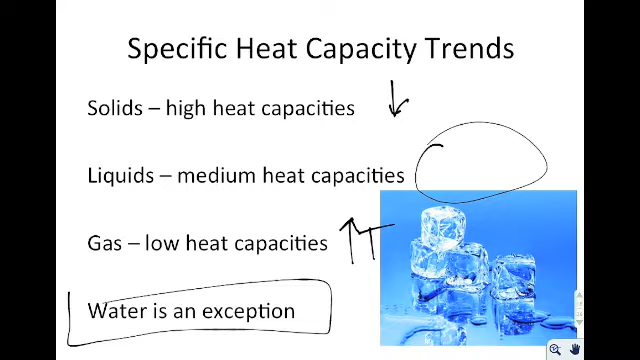 Specific Heat Capacity Trends
Solids – high heat capacities
Liquids – medium heat capacities
Gas – low heat capacities
Water is an exception